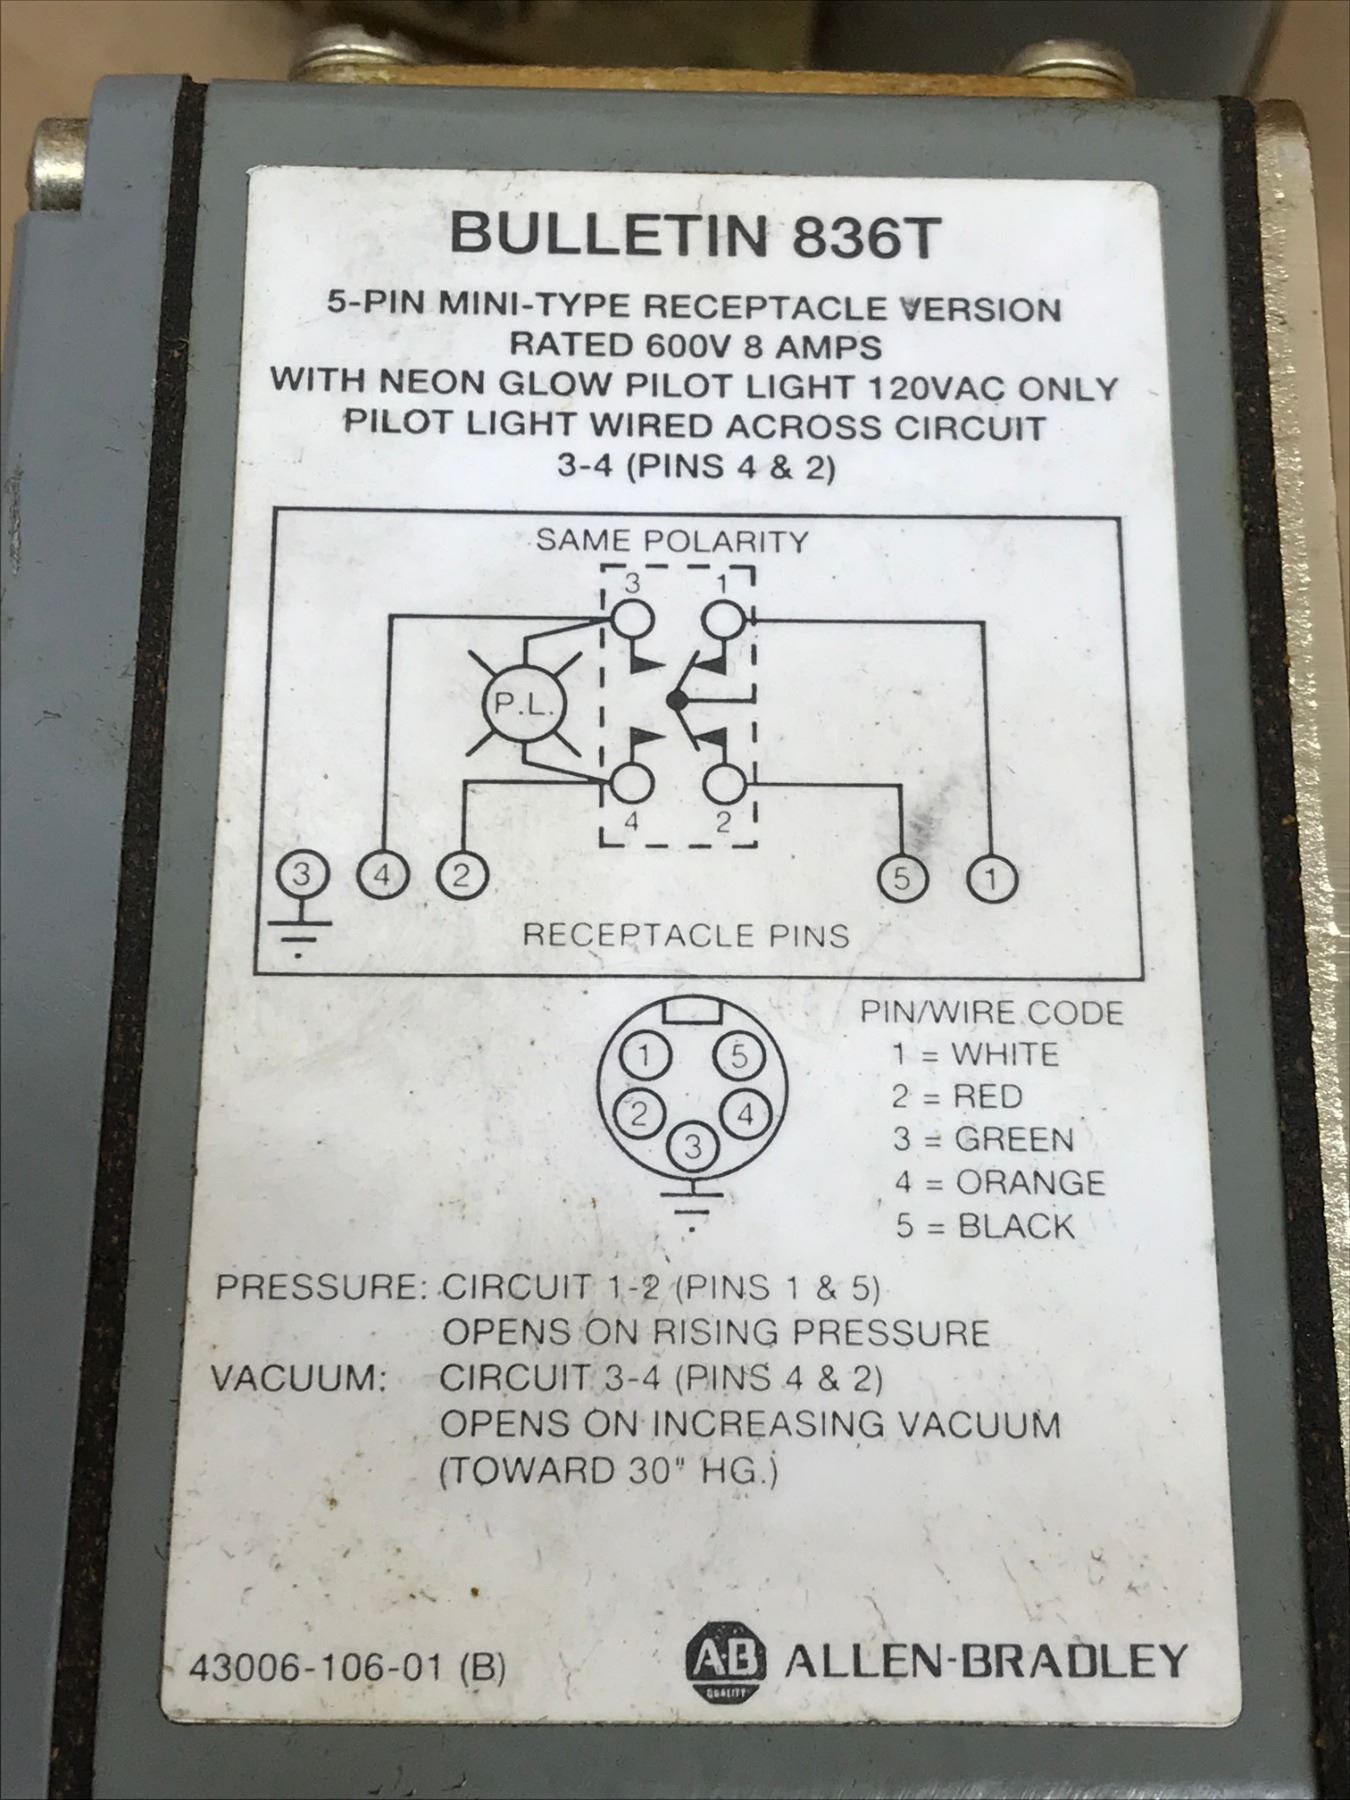 BULLETIN 836T
5-PIN MINI-TYPE RECEPTACLE VERSION
RATED 600V 8 AMPS
WITH NEON GLOW PILOT LIGHT 120VAC ONLY
PILOT LIGHT WIRED ACROSS CIRCUIT
3-4 (PINS 4 & 2)
SAME POLARITY
3 1
P.L.
4 2
3 4 2 5 1
RECEPTACLE PINS
1 5
2 4
3
PIN/WIRE CODE
1 = WHITE
2 = RED
3 = GREEN
4 = ORANGE
5 = BLACK
PRESSURE: CIRCUIT 1-2 (PINS 1 & 5)
OPENS ON RISING PRESSURE
VACUUM: CIRCUIT 3-4 (PINS 4 & 2)
OPENS ON INCREASING VACUUM
(TOWARD 30" HG.)
43006-106-01 (B)
A-B
QUALITY
ALLEN-BRADLEY